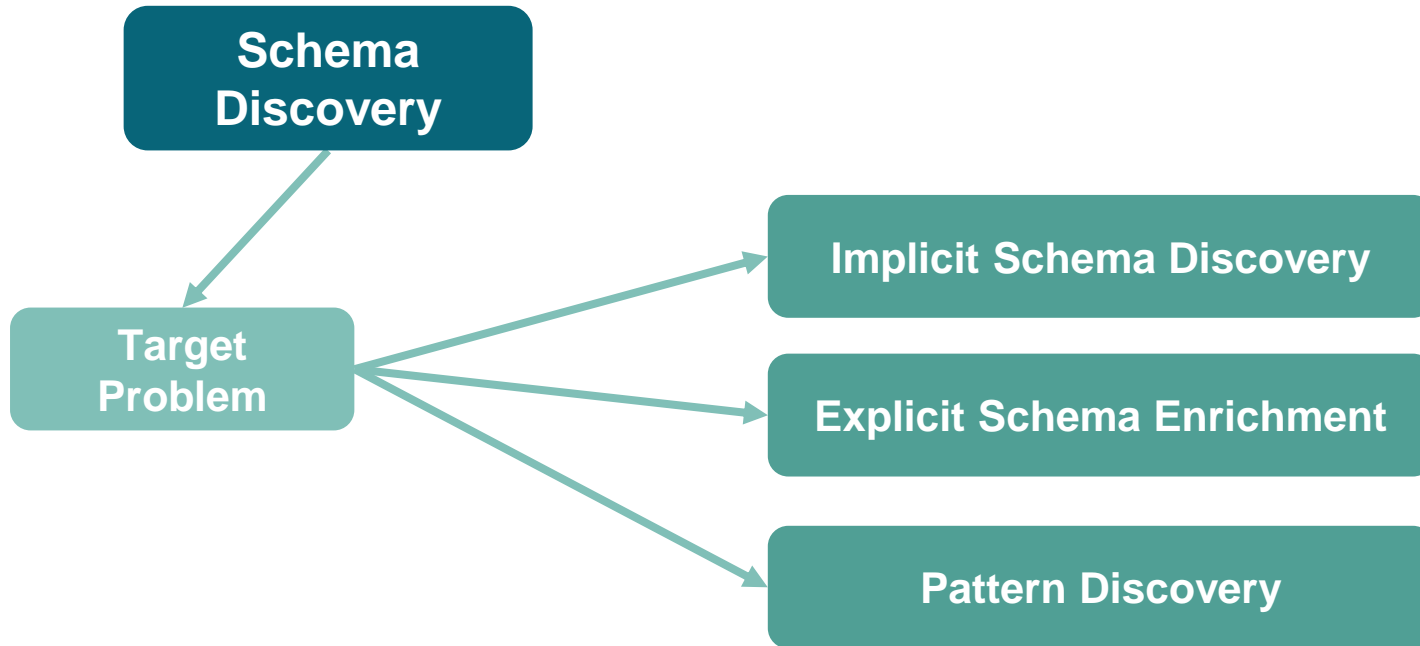 Schema
Discovery
Target
Problem
Implicit Schema Discovery
Explicit Schema Enrichment
Pattern Discovery